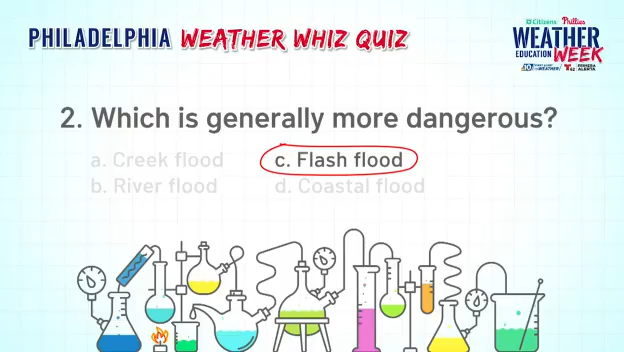 PHILADELPHIA WEATHER WHIZ QUIZ
Citizens Phillies
WEATHER
EDUCATION WEEK
2. Which is generally more dangerous?
a. Creek flood
c. Flash flood
b. River flood
d. Coastal flood